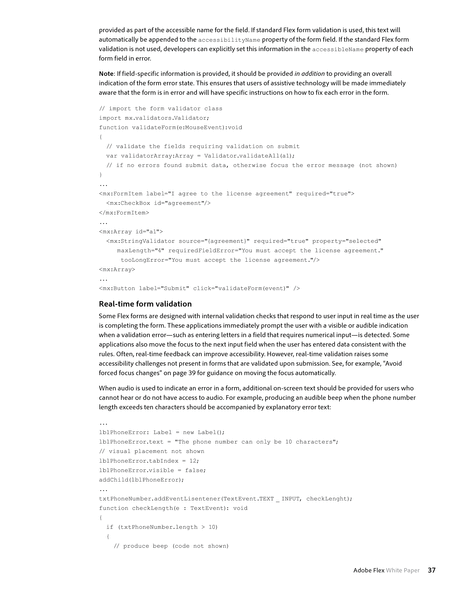 provided as part of the accessible name for the field. If standard Flex form validation is used, this text will
automatically be appended to the accessibilityName property of the form field. If the standard Flex form
validation is not used, developers can explicitly set this information in the accessibleName property of each
form field in error.
Note: If field-specific information is provided, it should be provided in addition to providing an overall
indication of the form error state. This ensures that users of assistive technology will be made immediately
aware that the form is in error and will have specific instructions on how to fix each error in the form.
// import the form validator class
import mx.validators.Validator;
function validateForm(e:MouseEvent):void
{
// validate the fields requiring validation on submit
var validatorArray:Array = Validator.validateAll(a1);
// if no errors found submit data, otherwise focus the error message (not shown)
}
...
<mx:FormItem label="I agree to the license agreement" required="true">
<mx:CheckBox id="agreement"/>
</mx:FormItem>
...
<mx:Array id="a1">
<mx:StringValidator source="{agreement}" required="true" property="selected"
maxLength="4" requiredFieldError="You must accept the license agreement."
tooLongError="You must accept the license agreement."/>
<mx:Array>
...
<mx:Button label="Submit" click="validateForm(event)" />
Real-time form validation
Some Flex forms are designed with internal validation checks that respond to user input in real time as the user
is completing the form. These applications immediately prompt the user with a visible or audible indication
when a validation error—such as entering letters in a field that requires numerical input—is detected. Some
applications also move the focus to the next input field when the user has entered data consistent with the
rules. Often, real-time feedback can improve accessibility. However, real-time validation raises some
accessibility challenges not present in forms that are validated upon submission. See, for example, "Avoid
forced focus changes" on page 39 for guidance on moving the focus automatically.
When audio is used to indicate an error in a form, additional on-screen text should be provided for users who
cannot hear or do not have access to audio. For example, producing an audible beep when the phone number
length exceeds ten characters should be accompanied by explanatory error text:
...
lblPhoneError: Label = new Label();
lblPhoneError.text = "The phone number can only be 10 characters";
// visual placement not shown
lblPhoneError.tabIndex = 12;
lblPhoneError.visible = false;
addChild(lblPhoneError);
...
txtPhoneNumber.addEventLisentener(TextEvent.TEXT _ INPUT, checkLenght);
function checkLength(e : TextEvent): void
{
if (txtPhoneNumber.length > 10)
{
// produce beep (code not shown)
Adobe Flex White Paper 37